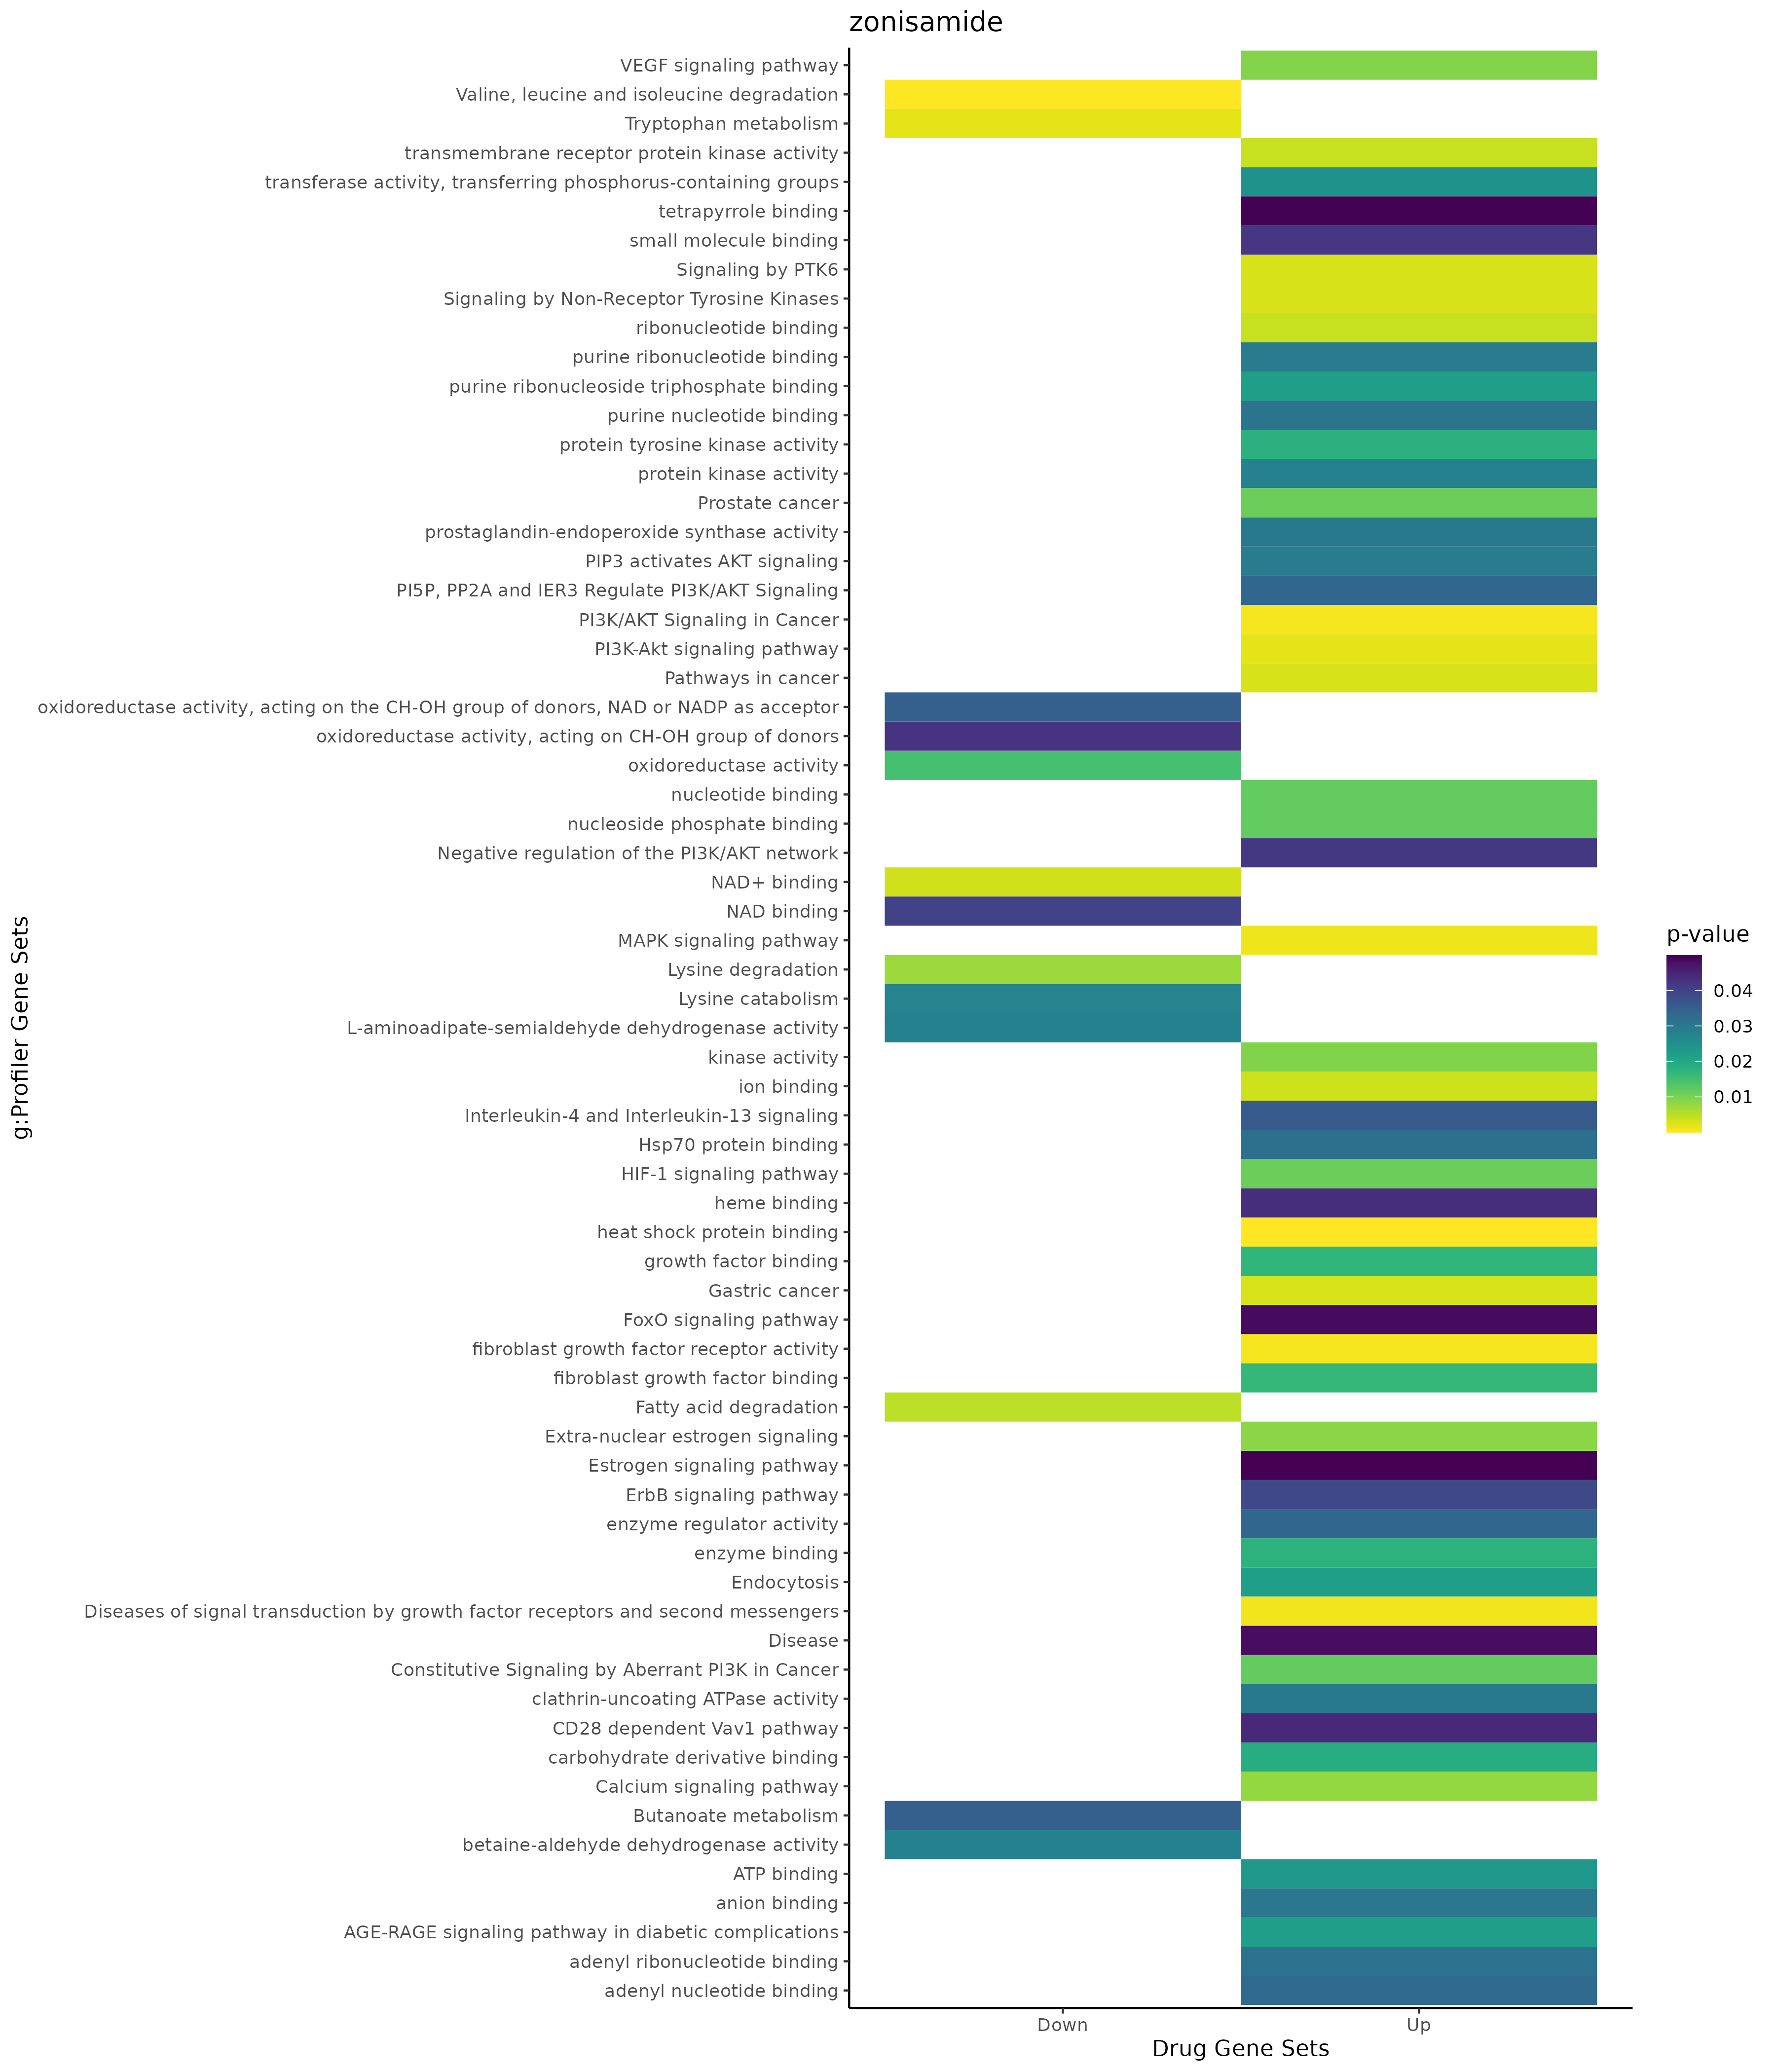 zonisamide
VEGF signaling pathway
Valine, leucine and isoleucine degradation
Tryptophan metabolism
transmembrane receptor protein kinase activity
transferase activity, transferring phosphorus-containing groups
tetrapyrrole binding
small molecule binding
Signaling by PTK6
Signaling by Non-Receptor Tyrosine Kinases
ribonucleotide binding
purine ribonucleotide binding
purine ribonucleoside triphosphate binding
purine nucleotide binding
protein tyrosine kinase activity
protein kinase activity
Prostate cancer
prostaglandin-endoperoxide synthase activity
PIP3 activates AKT signaling
PI5P, PP2A and IER3 Regulate PI3K/AKT Signaling
PI3K/AKT Signaling in Cancer
PI3K-Akt signaling pathway
Pathways in cancer
oxidoreductase activity, acting on the CH-OH group of donors, NAD or NADP as acceptor
oxidoreductase activity, acting on CH-OH group of donors
oxidoreductase activity
nucleotide binding
nucleoside phosphate binding
Negative regulation of the PI3K/AKT network
NAD+ binding
NAD binding
MAPK signaling pathway
Lysine degradation
Lysine catabolism
L-aminoadipate-semialdehyde dehydrogenase activity
kinase activity
ion binding
Interleukin-4 and Interleukin-13 signaling
Hsp70 protein binding
HIF-1 signaling pathway
heme binding
heat shock protein binding
growth factor binding
Gastric cancer
FoxO signaling pathway
fibroblast growth factor receptor activity
fibroblast growth factor binding
Fatty acid degradation
Extra-nuclear estrogen signaling
Estrogen signaling pathway
ErbB signaling pathway
enzyme regulator activity
enzyme binding
Endocytosis
Diseases of signal transduction by growth factor receptors and second messengers
Disease
Constitutive Signaling by Aberrant PI3K in Cancer
clathrin-uncoating ATPase activity
CD28 dependent Vav1 pathway
carbohydrate derivative binding
Calcium signaling pathway
Butanoate metabolism
betaine-aldehyde dehydrogenase activity
ATP binding
anion binding
AGE-RAGE signaling pathway in diabetic complications
adenyl ribonucleotide binding
adenyl nucleotide binding
g:Profiler Gene Sets
Down
Up
Drug Gene Sets
p-value
0.04
0.03
0.02
0.01